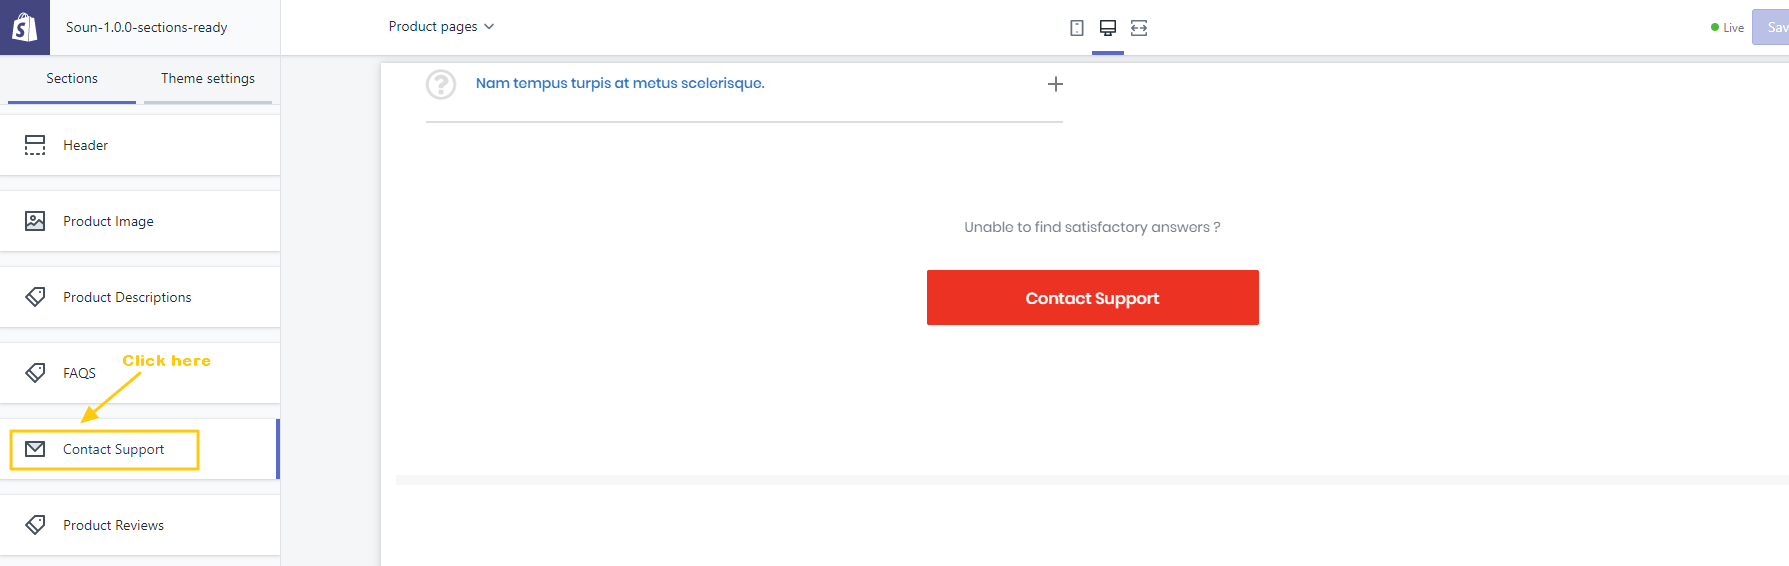 Soun-1.0.0-sections-ready
Product pages
Live
Sav
Sections
Theme settings
Header
Product Image
Product Descriptions
FAQS
Click here
Contact Support
Product Reviews
Nam tempus turpis at metus scelerisque.
Unable to find satisfactory answers ?
Contact Support